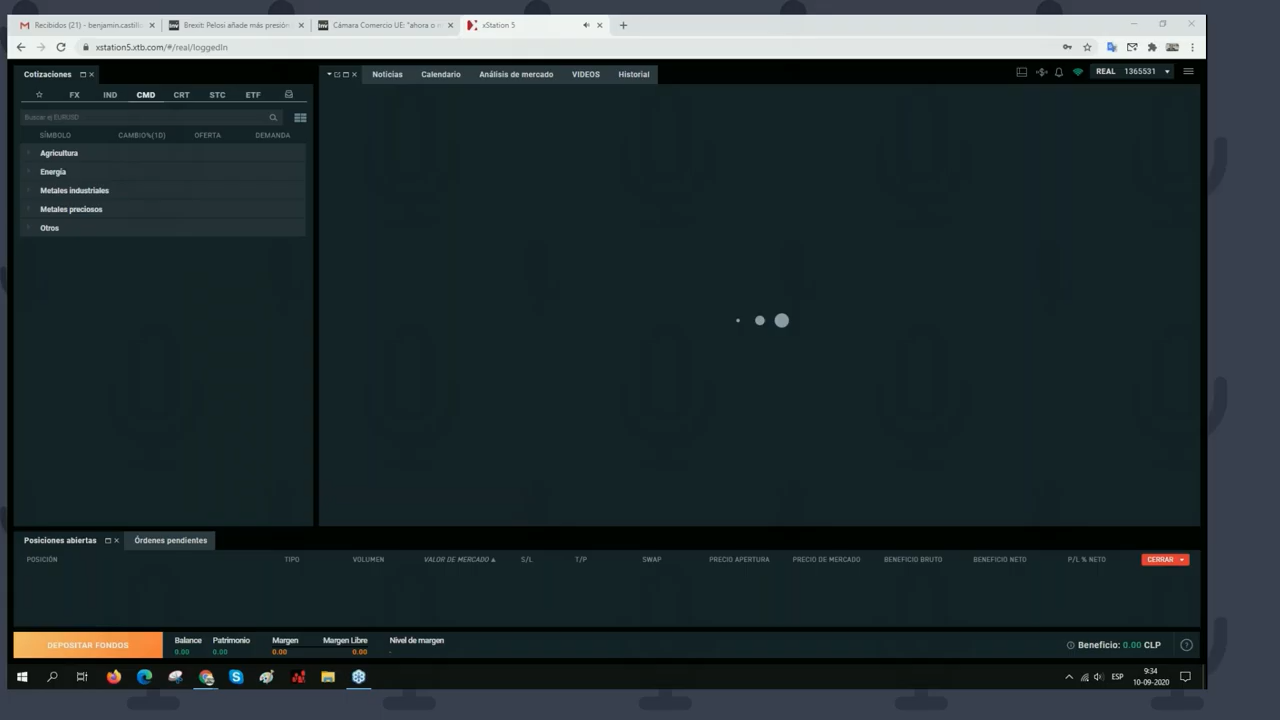 Recibidos (21) - benjamin.castillo
Brexit: Pelosi añade más presión
Cámara Comercio UE: "ahora o n
xStation 5
xstation5.xtb.com/#/real/loggedIn
Cotizaciones
Noticias
Calendario
Análisis de mercado
VIDEOS
Historial
REAL 1365531
FX
IND
CMD
CRT
STC
ETF
Buscar ej EURUSD
SÍMBOLO
CAMBIO%(1D)
OFERTA
DEMANDA
Agricultura
Energía
Metales industriales
Metales preciosos
Otros
Posiciones abiertas
Órdenes pendientes
POSICIÓN
TIPO
VOLUMEN
VALOR DE MERCADO ▲
S/L
T/P
SWAP
PRECIO APERTURA
PRECIO DE MERCADO
BENEFICIO BRUTO
BENEFICIO NETO
P/L % NETO
CERRAR
DEPOSITAR FONDOS
Balance
0.00
Patrimonio
0.00
Margen
0.00
Margen Libre
0.00
Nivel de margen
-
Beneficio: 0.00 CLP
ESP
9:34
10-09-2020